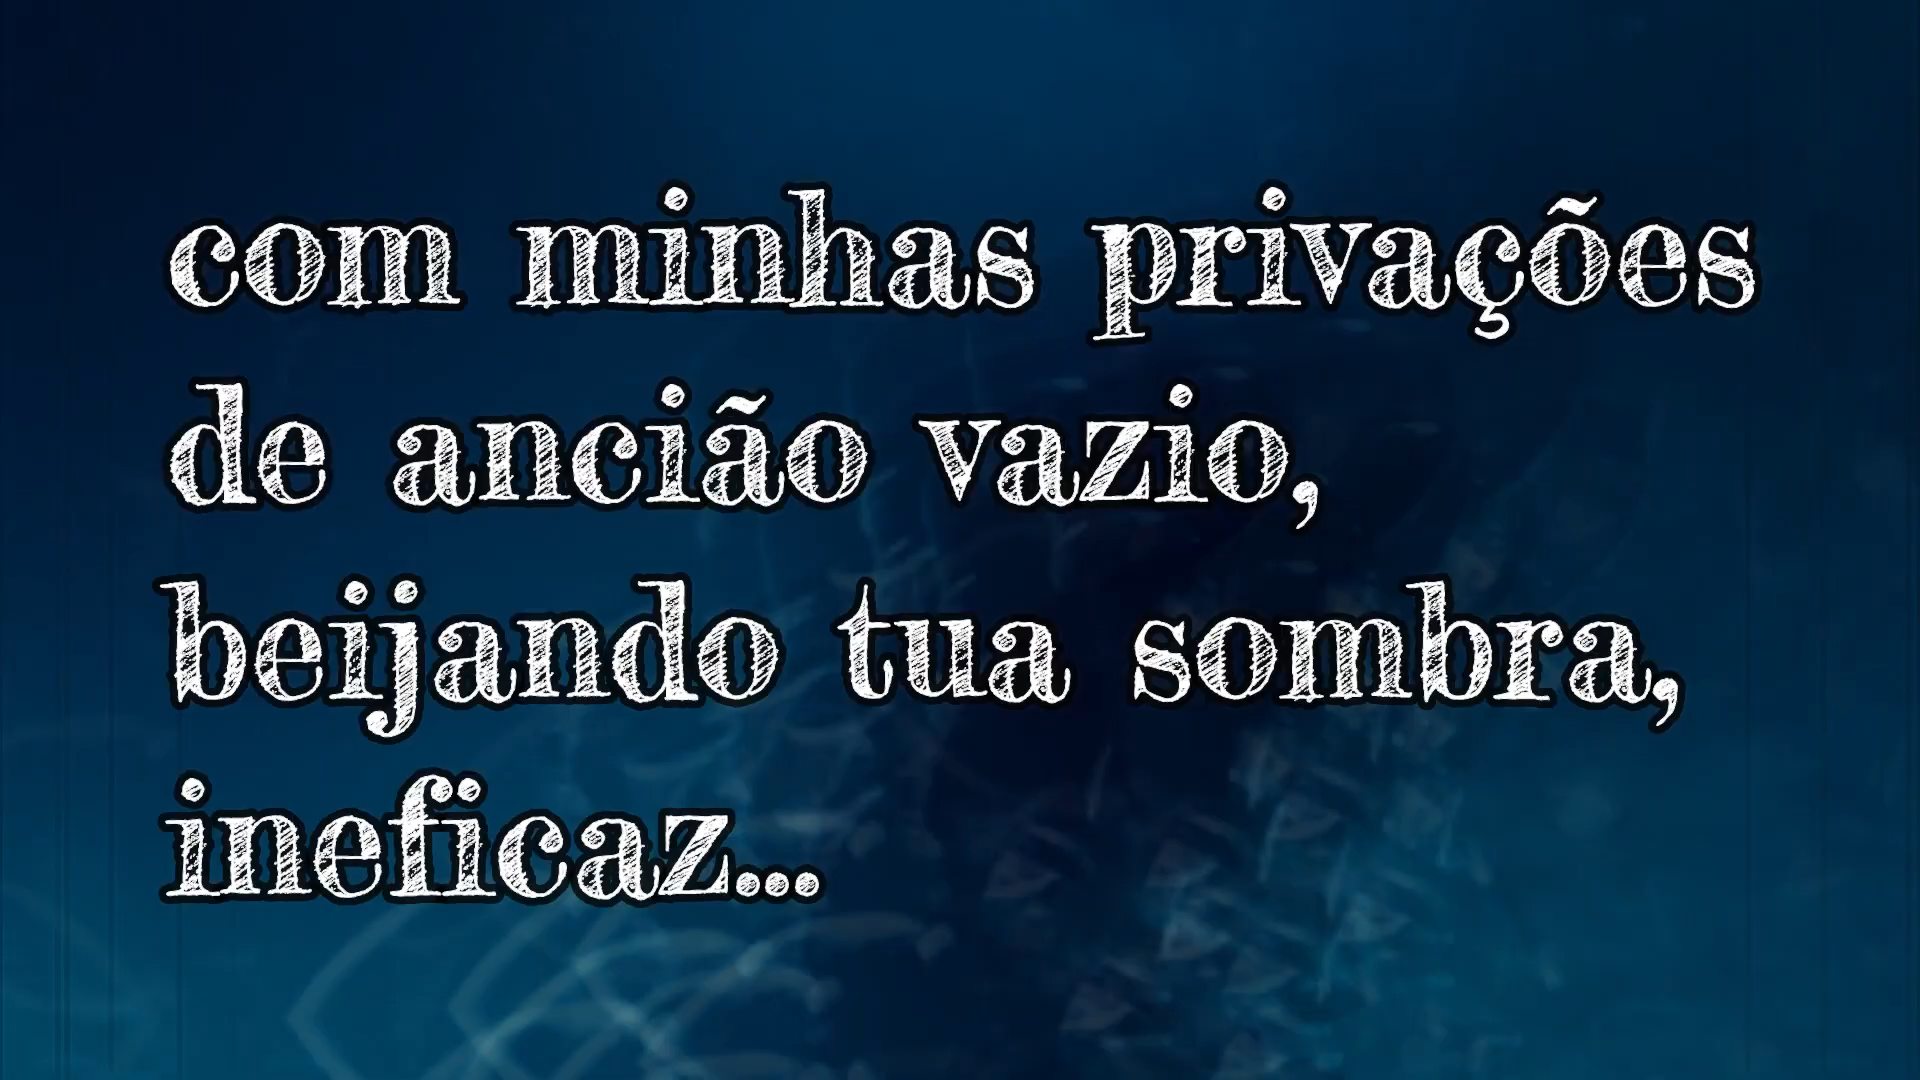 com minhas privações
de ancião vazio,
beijando tua sombra,
ineficaz...